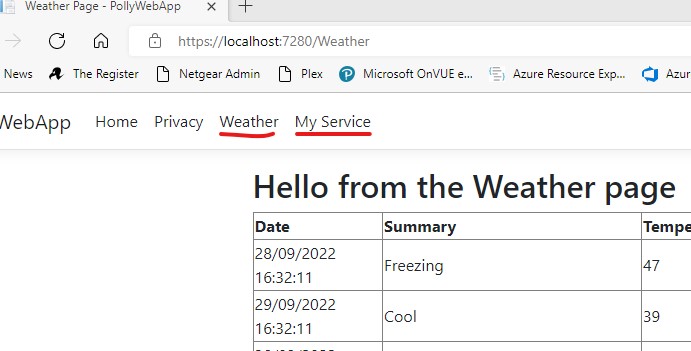 Weather Page - PollyWebApp
https://localhost:7280/Weather
News The Register Netgear Admin Plex Microsoft OnVUE e... Azure Resource Exp... Azur
WebApp Home Privacy Weather My Service
Hello from the Weather page
Date Summary Tempe
28/09/2022
16:32:11
Freezing 47
29/09/2022
16:32:11
Cool 39